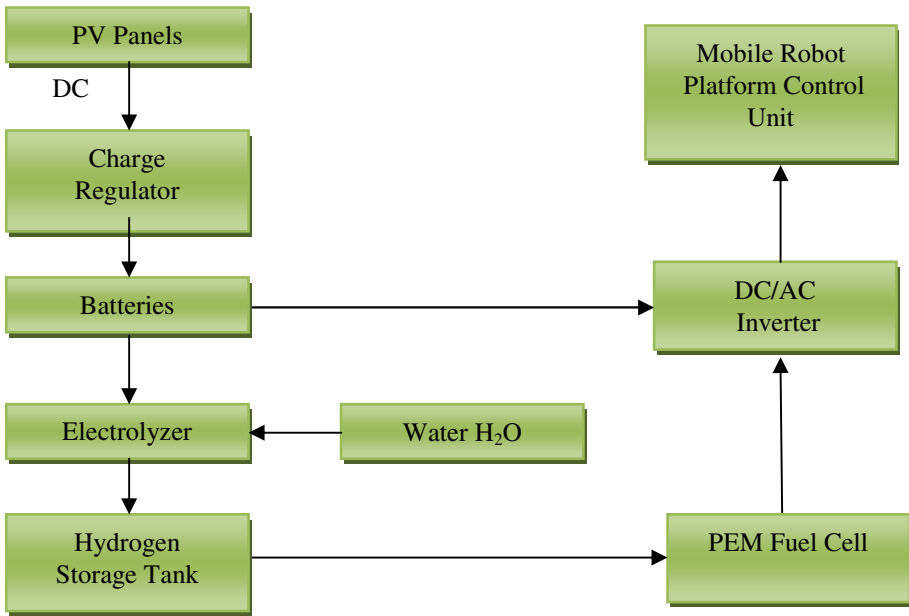 PV Panels
DC
Charge
Regulator
Batteries
Electrolyzer
Water H₂O
Hydrogen
Storage Tank
Mobile Robot
Platform Control
Unit
DC/AC
Inverter
PEM Fuel Cell